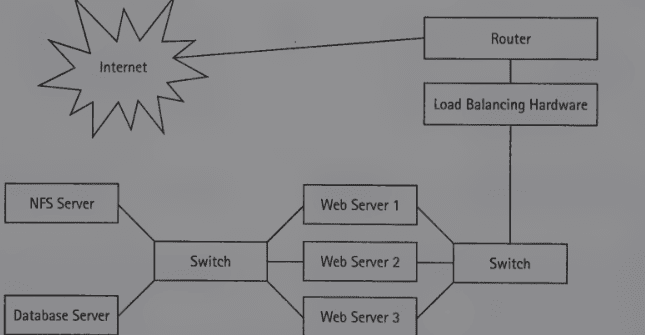 Internet
Router
Load Balancing Hardware
NFS Server
Web Server 1
Switch
Web Server 2
Switch
Database Server
Web Server 3